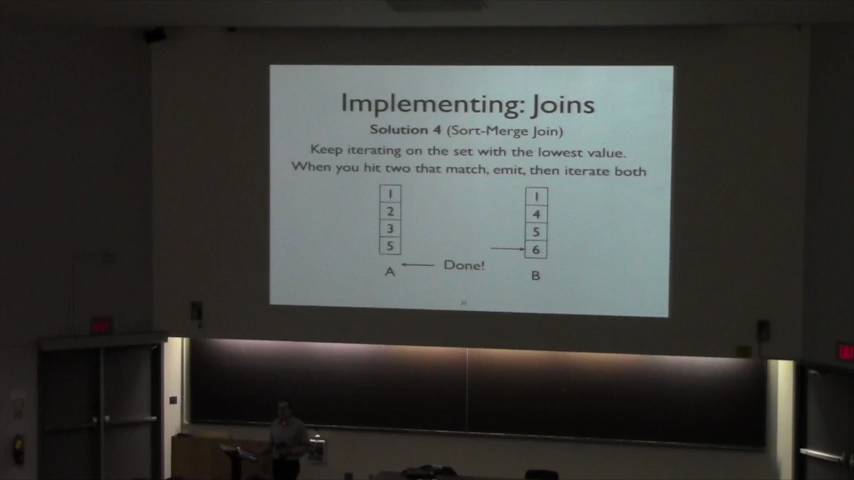 Implementing: Joins
Solution 4 (Sort-Merge Join)
Keep iterating on the set with the lowest value.
When you hit two that match, emit, then iterate both
1
2
3
5
A
Done!
1
4
5
6
B